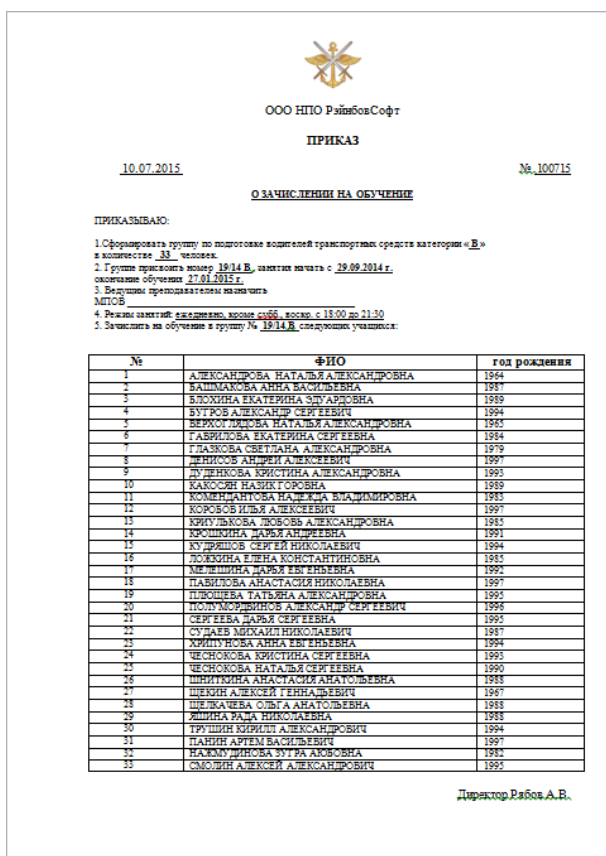 ООО НПО РэйнбовСофт
ПРИКАЗ
10.07.2015 № 100715
О ЗАЧИСЛЕНИИ НА ОБУЧЕНИЕ
ПРИКАЗЫВАЮ:
1.Сформировать группу по подготовке водителей транспортных средств категории « В »
в количестве 33 человек.
2. Группе присвоить номер 19/14 В, занятия начать с 29.09.2014 г.
окончание обучения 27.01.2015 г.
3. Ведущим преподавателем назначить
МПОВ
4. Режим занятий: ежедневно, кроме субб., воскр. с 18:00 до 21:30
5. Зачислить на обучение в группу № 19/14 В следующих учащихся:
№ ФИО год рождения
1 АЛЕКСАНДРОВА НАТАЛЬЯ АЛЕКСАНДРОВНА 1964
2 БАШМАКОВА АННА ВАСИЛЬЕВНА 1987
3 БЛОХИНА ЕКАТЕРИНА ЭДУАРДОВНА 1989
4 БУГРОВ АЛЕКСАНДР СЕРГЕЕВИЧ 1994
5 ВЕРХОГЛЯДОВА НАТАЛЬЯ АЛЕКСАНДРОВНА 1965
6 ГАВРИЛОВА ЕКАТЕРИНА СЕРГЕЕВНА 1984
7 ГЛАЗКОВА СВЕТЛАНА АЛЕКСАНДРОВНА 1979
8 ДЕНИСОВ АНДРЕЙ АЛЕКСЕЕВИЧ 1997
9 ДУДЕНКОВА КРИСТИНА АЛЕКСАНДРОВНА 1993
10 КАКОСЯН НАЗИК ГОРОВНА 1989
11 КОМЕНДАНТОВА НАДЕЖДА ВЛАДИМИРОВНА 1983
12 КОРОБОВ ИЛЬЯ АЛЕКСЕЕВИЧ 1997
13 КРИУЛЬКОВА ЛЮБОВЬ АЛЕКСАНДРОВНА 1985
14 КРОШКИНА ДАРЬЯ АНДРЕЕВНА 1991
15 КУДРЯШОВ СЕРГЕЙ НИКОЛАЕВИЧ 1994
16 ЛОЖКИНА ЕЛЕНА КОНСТАНТИНОВНА 1985
17 МЕЛЕШИНА ДАРЬЯ ЕВГЕНЬЕВНА 1992
18 ПАВИЛОВА АНАСТАСИЯ НИКОЛАЕВНА 1997
19 ПЛЮЩЕВА ТАТЬЯНА АЛЕКСАНДРОВНА 1995
20 ПОЛУМОРДВИНОВ АЛЕКСАНДР СЕРГЕЕВИЧ 1996
21 СЕРГЕЕВА ДАРЬЯ СЕРГЕЕВНА 1995
22 СУДАЕВ МИХАИЛ НИКОЛАЕВИЧ 1987
23 ХРИПУНОВА АННА ЕВГЕНЬЕВНА 1994
24 ЧЕСНОКОВА КРИСТИНА СЕРГЕЕВНА 1993
25 ЧЕСНОКОВА НАТАЛЬЯ СЕРГЕЕВНА 1990
26 ШНИТКИНА АНАСТАСИЯ АНАТОЛЬЕВНА 1988
27 ЩЕКИН АЛЕКСЕЙ ГЕННАДЬЕВИЧ 1967
28 ЩЕЛКАЧЕВА ОЛЬГА АНАТОЛЬЕВНА 1988
29 ЯШИНА РАДА НИКОЛАЕВНА 1988
30 ТРУШИН КИРИЛЛ АЛЕКСАНДРОВИЧ 1994
31 ПАНИН АРТЕМ ВАСИЛЬЕВИЧ 1997
32 НАЖМУДИНОВА ЗУГРА АЮБОВНА 1982
33 СМОЛИН АЛЕКСЕЙ АЛЕКСАНДРОВИЧ 1995
Директор Рябов А.В.